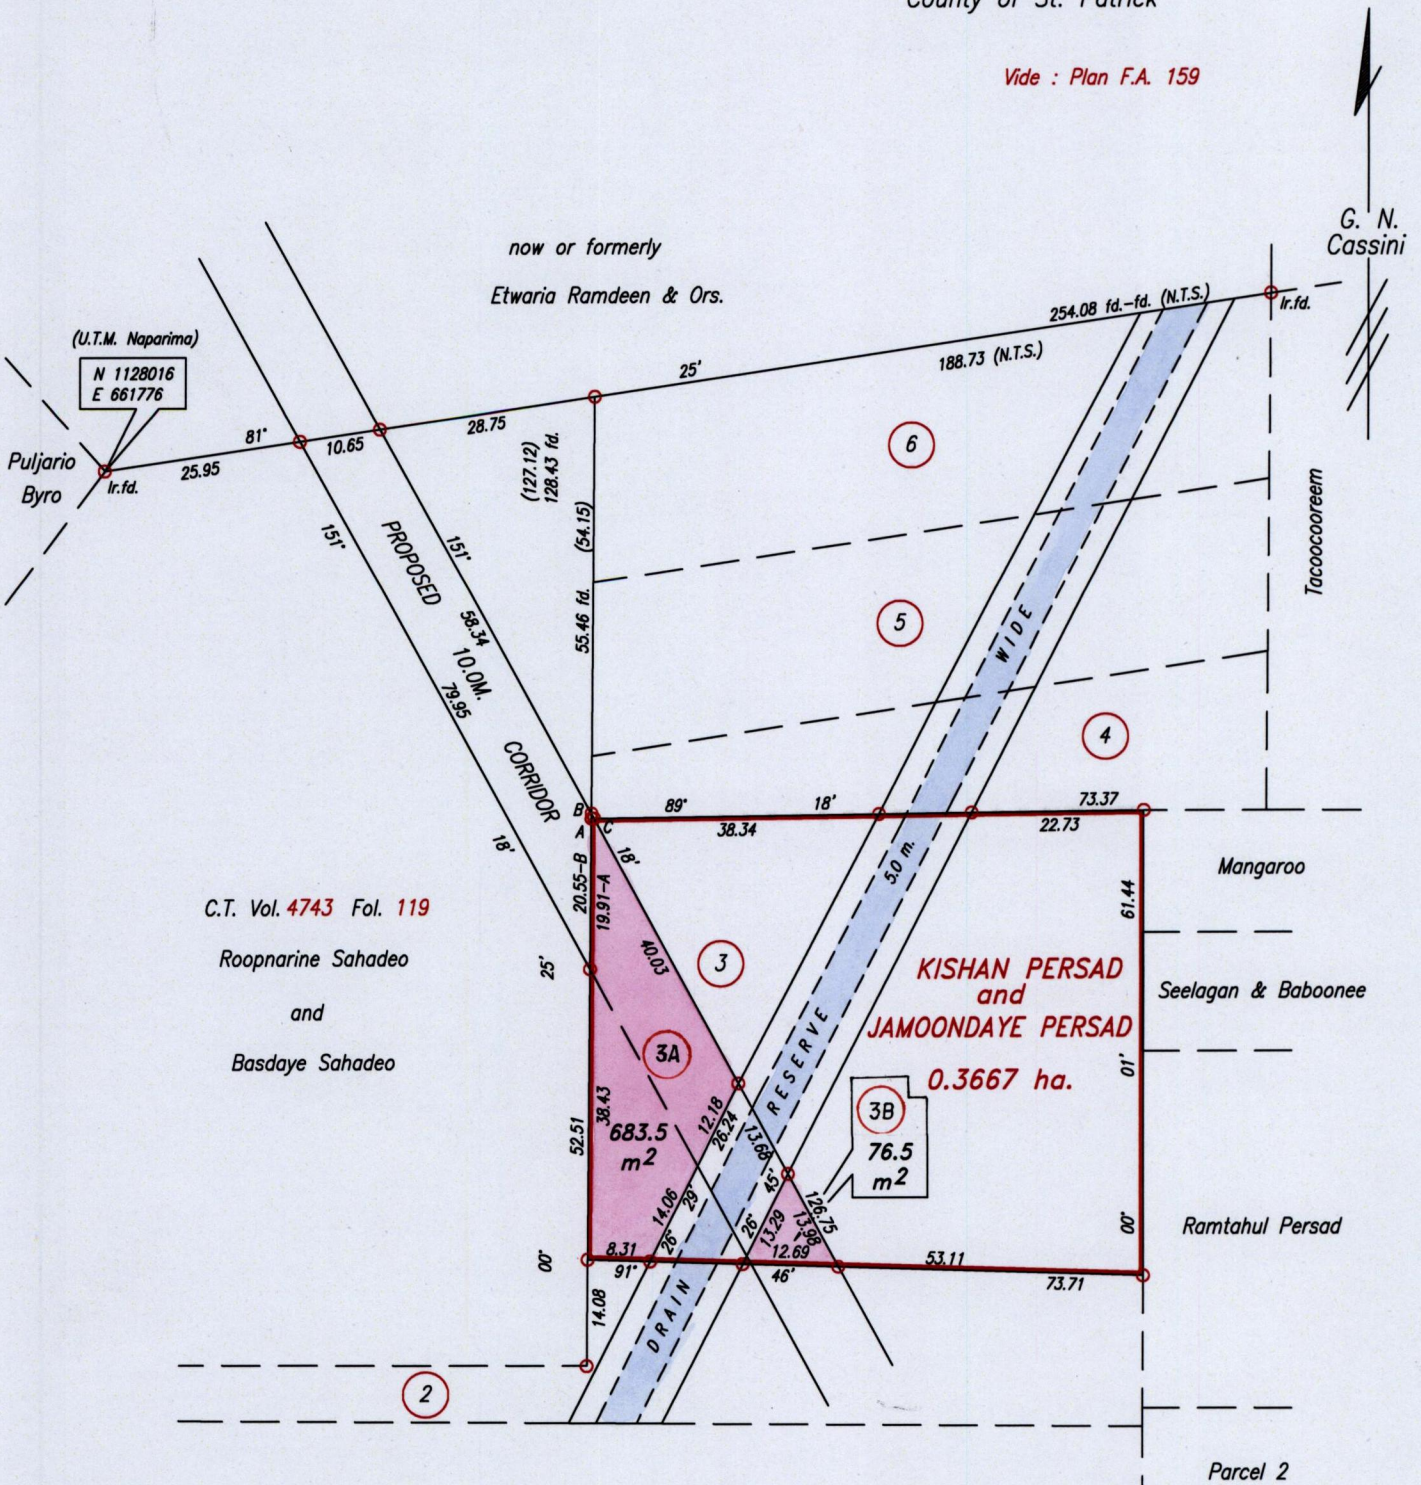 County of St. Patrick
Vide : Plan F.A. 159
G. N.
Cassini
now or formerly
Etwaria Ramdeen & Ors.
254.08 fd.-fd. (N.T.S.)
Ir.fd.
188.73 (N.T.S.)
(U.T.M. Naparima)
N 1128016
E 661776
25'
28.75
81°
10.65
25.95
Ir.fd.
Puljario
Byro
(127.12)
128.43 fd.
6
Tacoocooreem
151°
PROPOSED
151°
(54.15)
55.46 fd.
58.34
10.0M.
79.95
5
WIDE
4
CORRIDOR
18'
B
A
C
89°
18'
73.37
38.34
22.73
18'
20.55-B
19.91-A
5.0 m.
Mangaroo
61.44
C.T. Vol. 4743 Fol. 119
Roopnarine Sahadeo
and
Basdaye Sahadeo
25'
40.03
3
KISHAN PERSAD
and
JAMOONDAYE PERSAD
0.3667 ha.
Seelagan & Baboonee
RESERVE
3A
01'
38.43
52.51
683.5
m2
12.18
26.24
13.68
3B
76.5
m2
45'
14.06
29'
26°
126.75
13.98
13.29
26°
12.69
00°
Ramtahul Persad
00°
8.31
91°
46'
53.11
73.71
14.08
DRAIN
2
Parcel 2